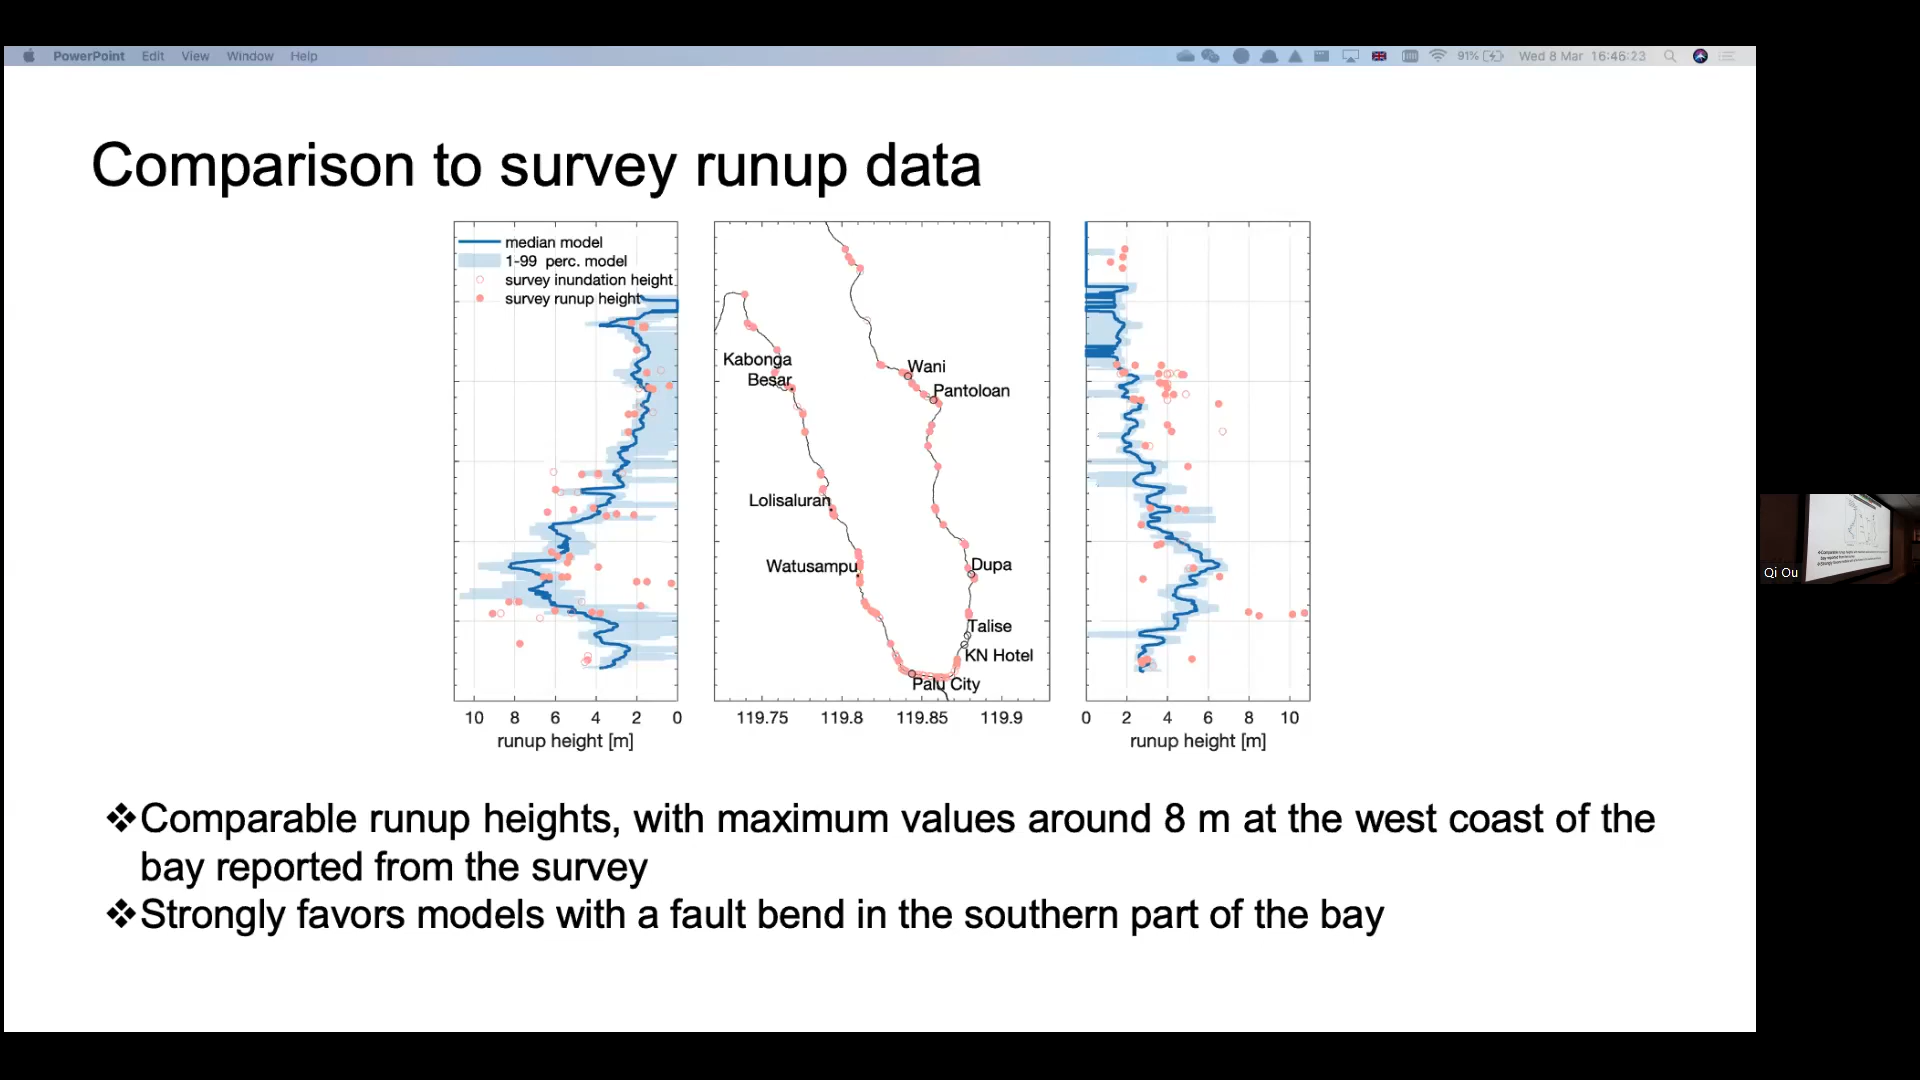 PowerPoint Edit View Window Help 91% Wed 8 Mar 16:46:23
Comparison to survey runup data
median model
1-99 perc. model
survey inundation height
survey runup height
10 8 6 4 2 0
runup height [m]
Kabonga
Besar
Lolisaluran
Watusampu
Wani
Pantoloan
Dupa
Talise
KN Hotel
Palu City
119.75 119.8 119.85 119.9
0 2 4 6 8 10
runup height [m]
❖Comparable runup heights, with maximum values around 8 m at the west coast of the
bay reported from the survey
❖Strongly favors models with a fault bend in the southern part of the bay
Qi Ou